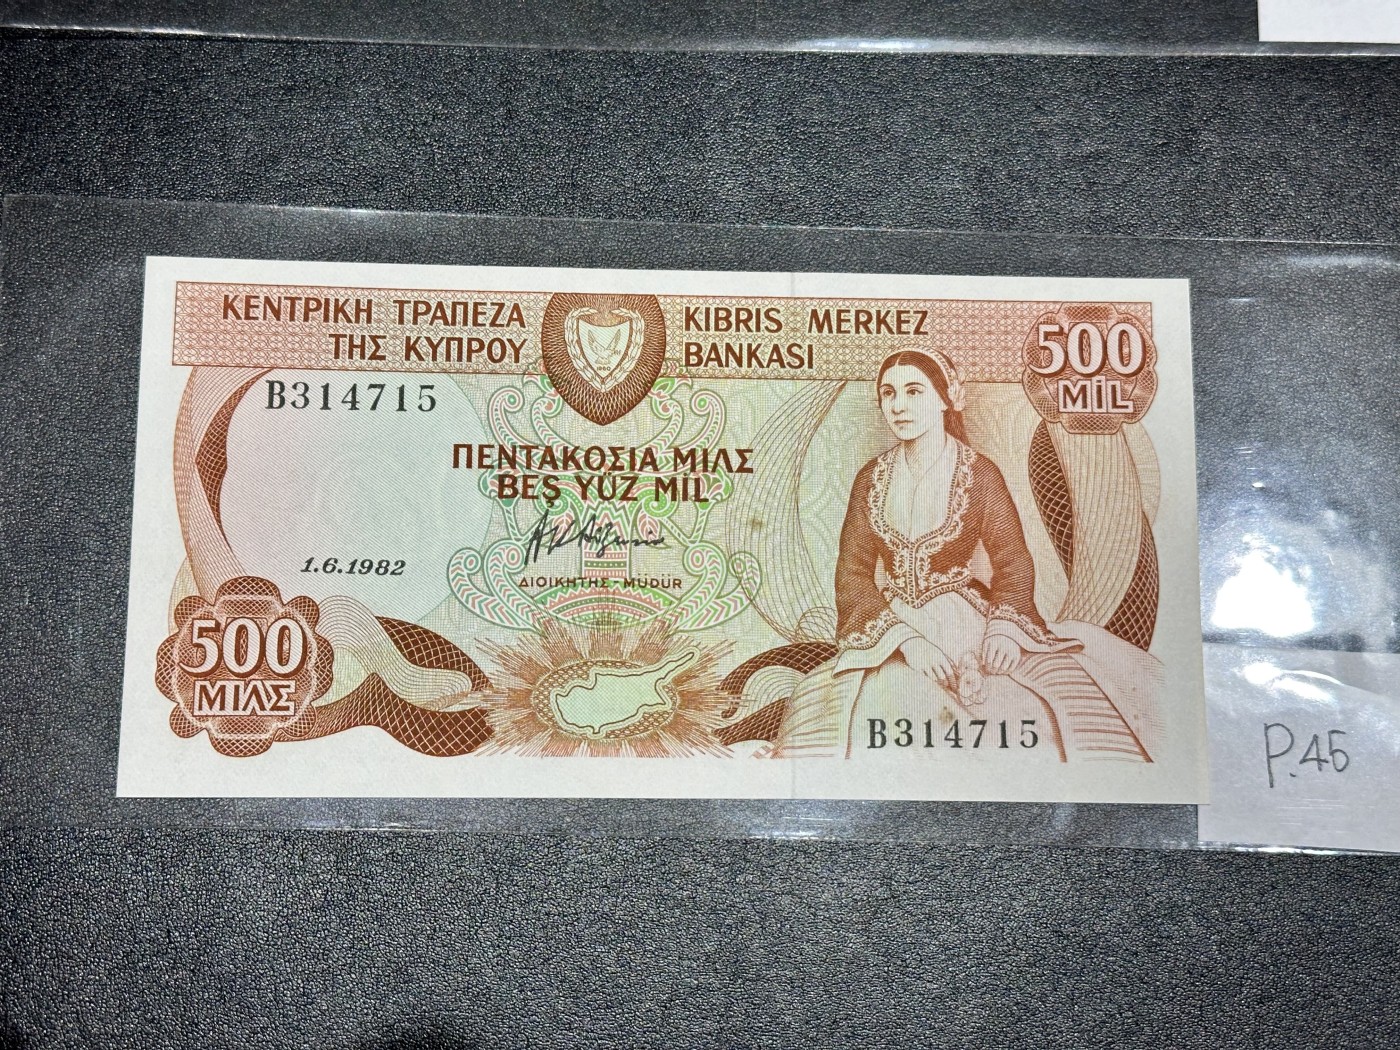 ΚΕΝΤΡΙΚΗ ΤΡΑΠΕΖΑ
ΤΗΣ ΚΥΠΡΟΥ
KIBRIS MERKEZ
BANKASI
500
MİL
1960
B314715
ΠΕΝΤΑΚΟΣΙΑ ΜΙΛΣ
BEŞ YÜZ MİL
1.6.1982
ΔΙΟΙΚΗΤΗΣ - MÜDÜR
500
ΜΙΛΣ
B314715
P.45